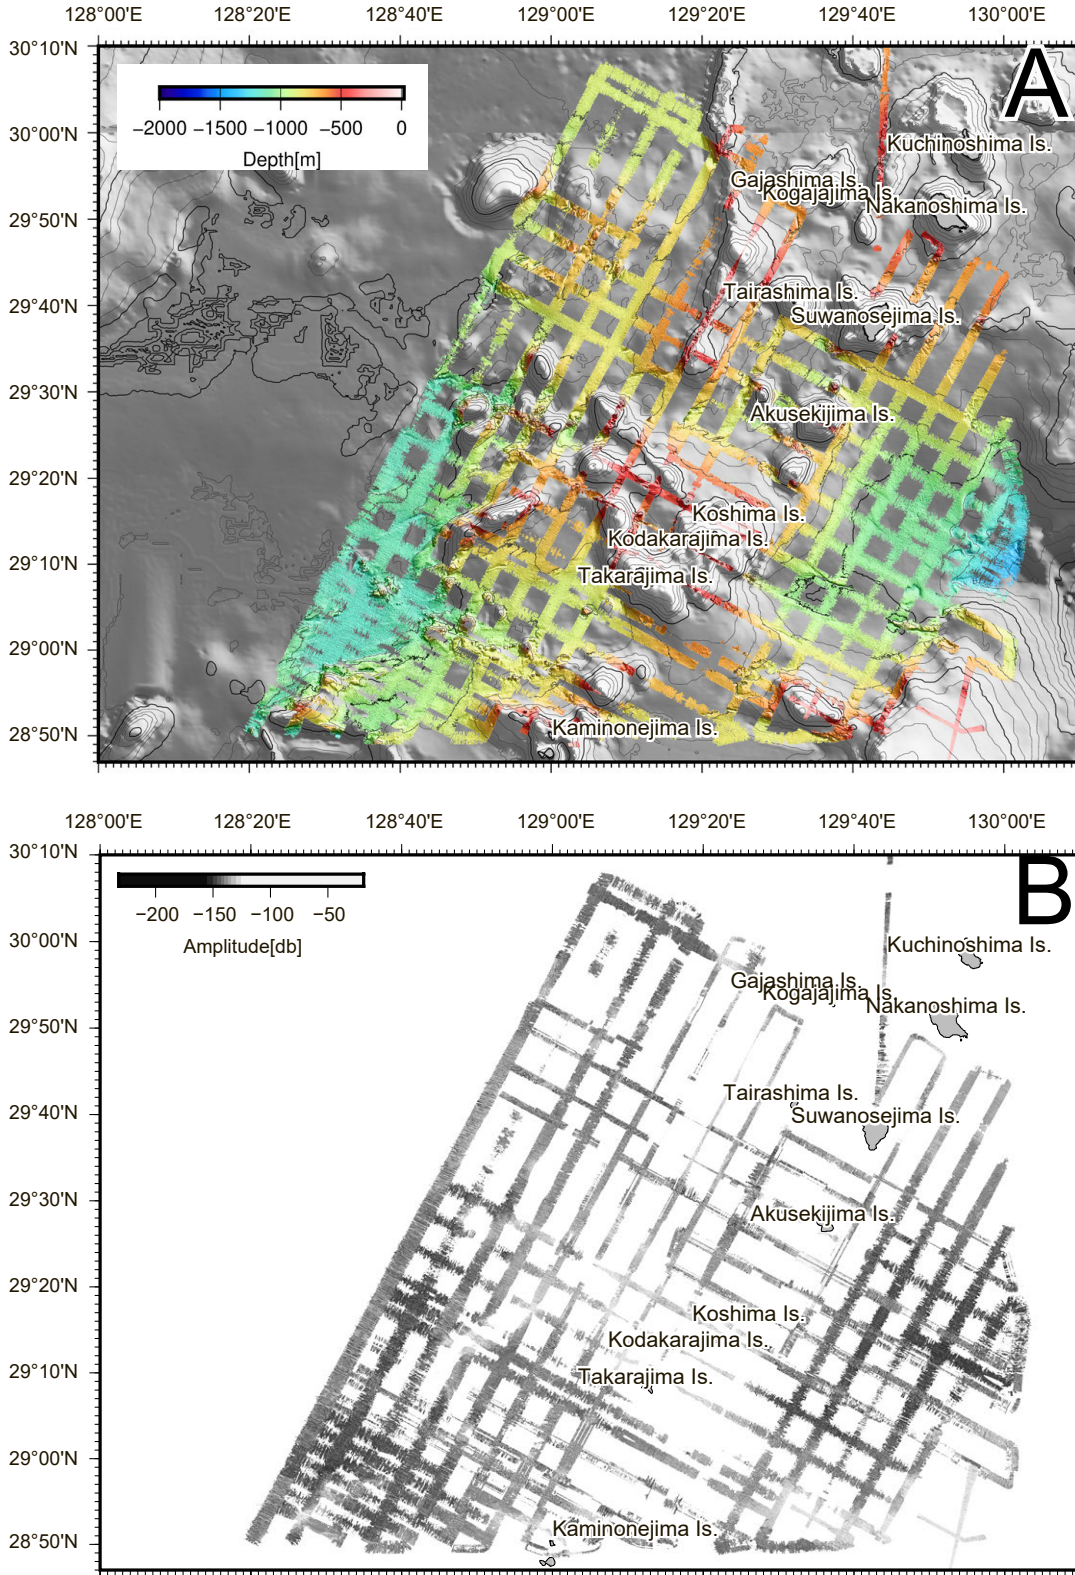 128°00'E 128°20'E 128°40'E 129°00'E 129°20'E 129°40'E 130°00'E
30°10'N
A
−2000 −1500 −1000 −500 0
30°00'N
Kuchinoshima Is.
Depth[m]
Gajashima Is.
Kogajajima Is.
Nakanoshima Is.
29°50'N
Tairashima Is.
29°40'N
Suwanosejima Is.
29°30'N
Akusekijima Is.
29°20'N
Koshima Is.
Kodakarajima Is.
29°10'N
Takarajima Is.
29°00'N
Kaminonejima Is.
28°50'N
128°00'E 128°20'E 128°40'E 129°00'E 129°20'E 129°40'E 130°00'E
30°10'N
B
−200 −150 −100 −50
30°00'N
Amplitude[db]
Kuchinoshima Is.
Gajashima Is.
Kogajajima Is.
Nakanoshima Is.
29°50'N
Tairashima Is.
29°40'N
Suwanosejima Is.
29°30'N
Akusekijima Is.
29°20'N
Koshima Is.
Kodakarajima Is.
29°10'N
Takarajima Is.
29°00'N
Kaminonejima Is.
28°50'N